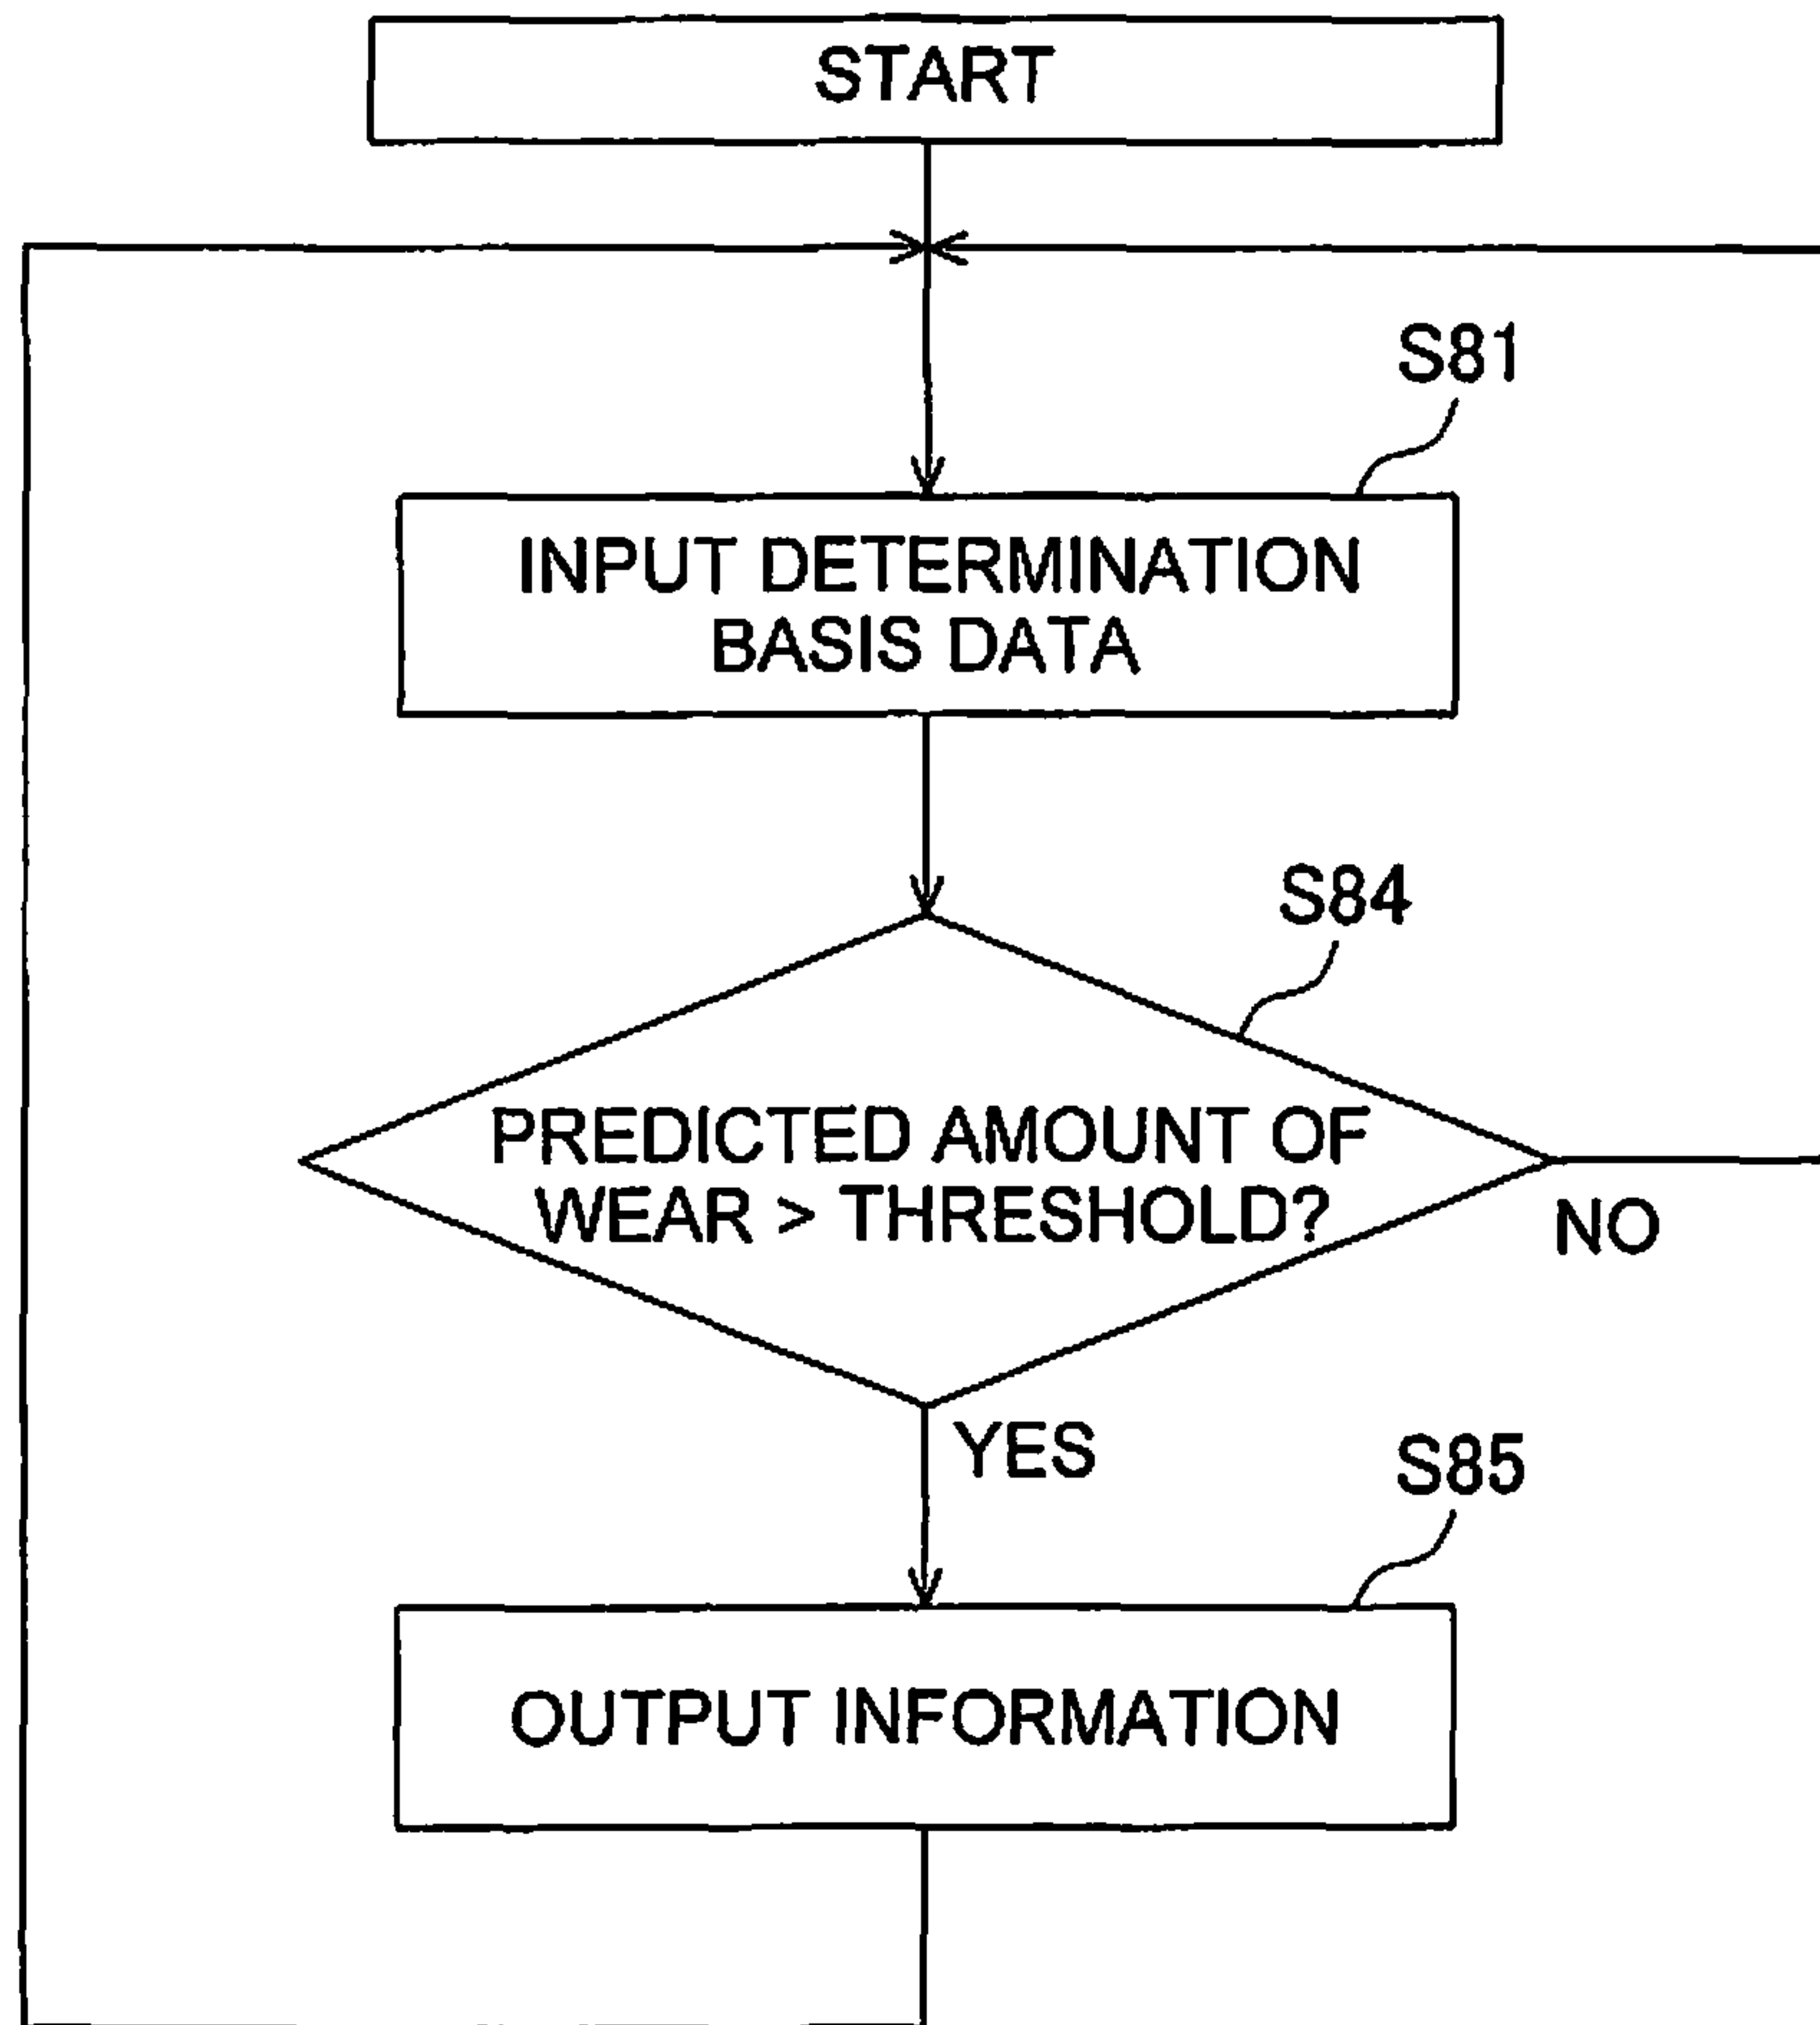 START
S81
INPUT DETERMINATION
BASIS DATA
S84
PREDICTED AMOUNT OF
WEAR > THRESHOLD?
NO
YES
S85
OUTPUT INFORMATION